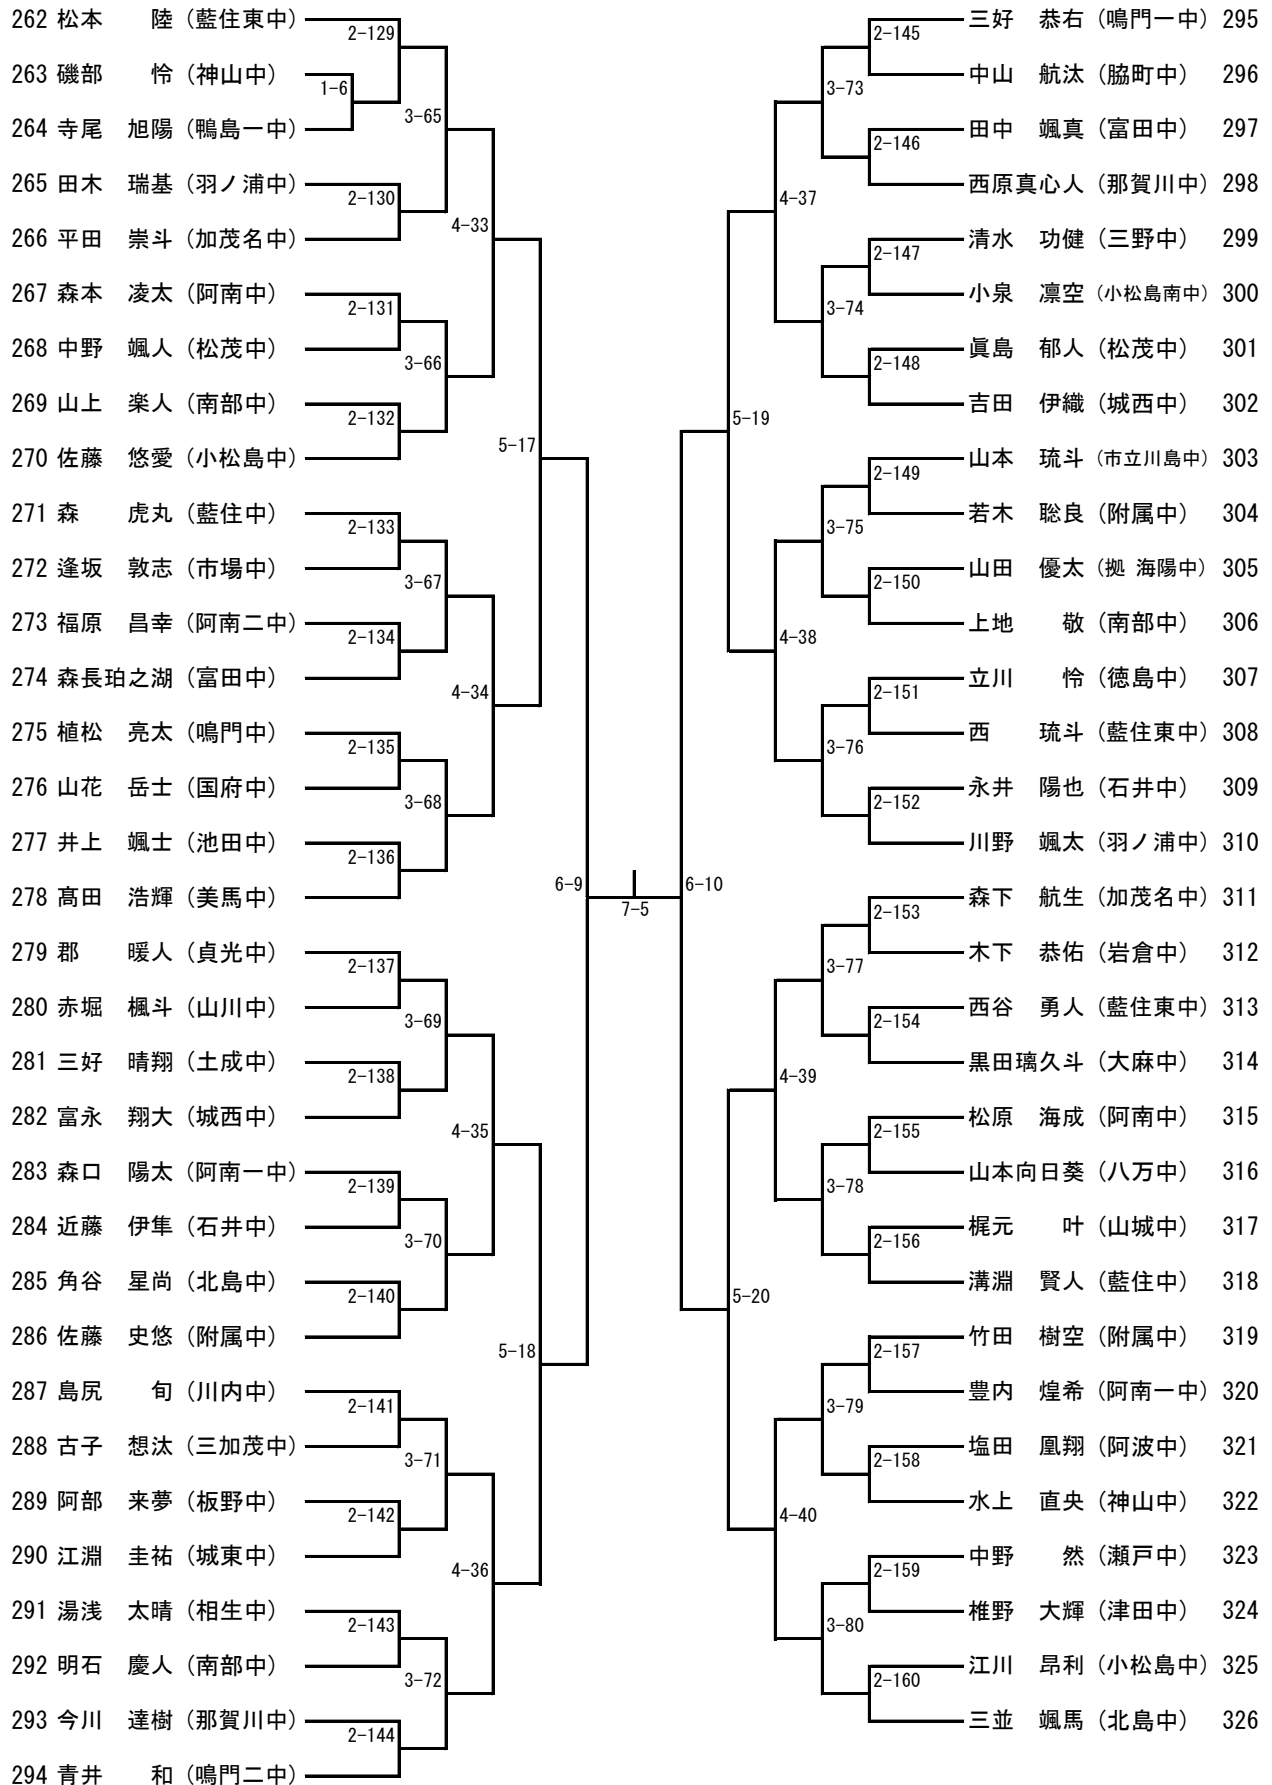 262 松本　　陸（藍住東中）
263 磯部　　怜（神山中）
264 寺尾　旭陽（鴨島一中）
265 田木　瑞基（羽ノ浦中）
266 平田　崇斗（加茂名中）
267 森本　凌太（阿南中）
268 中野　颯人（松茂中）
269 山上　楽人（南部中）
270 佐藤　悠愛（小松島中）
271 森　　虎丸（藍住中）
272 逢坂　敦志（市場中）
273 福原　昌幸（阿南二中）
274 森長珀之湖（富田中）
275 植松　亮太（鳴門中）
276 山花　岳士（国府中）
277 井上　颯士（池田中）
278 髙田　浩輝（美馬中）
279 郡　　暖人（貞光中）
280 赤堀　楓斗（山川中）
281 三好　晴翔（土成中）
282 富永　翔大（城西中）
283 森口　陽太（阿南一中）
284 近藤　伊隼（石井中）
285 角谷　星尚（北島中）
286 佐藤　史悠（附属中）
287 島尻　　旬（川内中）
288 古子　想汰（三加茂中）
289 阿部　来夢（板野中）
290 江淵　圭祐（城東中）
291 湯浅　太晴（相生中）
292 明石　慶人（南部中）
293 今川　達樹（那賀川中）
294 青井　　和（鳴門二中）
2-129
1-6
2-130
2-131
2-132
2-133
2-134
2-135
2-136
2-137
2-138
2-139
2-140
2-141
2-142
2-143
2-144
3-65
3-66
3-67
3-68
3-69
3-70
3-71
3-72
4-33
4-34
4-35
4-36
5-17
5-18
6-9
7-5
6-10
5-19
5-20
4-37
4-38
4-39
4-40
3-73
3-74
3-75
3-76
3-77
3-78
3-79
3-80
2-145
2-146
2-147
2-148
2-149
2-150
2-151
2-152
2-153
2-154
2-155
2-156
2-157
2-158
2-159
2-160
三好　恭右（鳴門一中）295
中山　航汰（脇町中）296
田中　颯真（富田中）297
西原真心人（那賀川中）298
清水　功健（三野中）299
小泉　凛空（小松島南中）300
眞島　郁人（松茂中）301
吉田　伊織（城西中）302
山本　琉斗（市立川島中）303
若木　聡良（附属中）304
山田　優太（拠 海陽中）305
上地　　敬（南部中）306
立川　　怜（徳島中）307
西　　琉斗（藍住東中）308
永井　陽也（石井中）309
川野　颯太（羽ノ浦中）310
森下　航生（加茂名中）311
木下　恭佑（岩倉中）312
西谷　勇人（藍住東中）313
黒田璃久斗（大麻中）314
松原　海成（阿南中）315
山本向日葵（八万中）316
梶元　　叶（山城中）317
溝淵　賢人（藍住中）318
竹田　樹空（附属中）319
豊内　煌希（阿南一中）320
塩田　凰翔（阿波中）321
水上　直央（神山中）322
中野　　然（瀬戸中）323
椎野　大輝（津田中）324
江川　昂利（小松島中）325
三並　颯馬（北島中）326